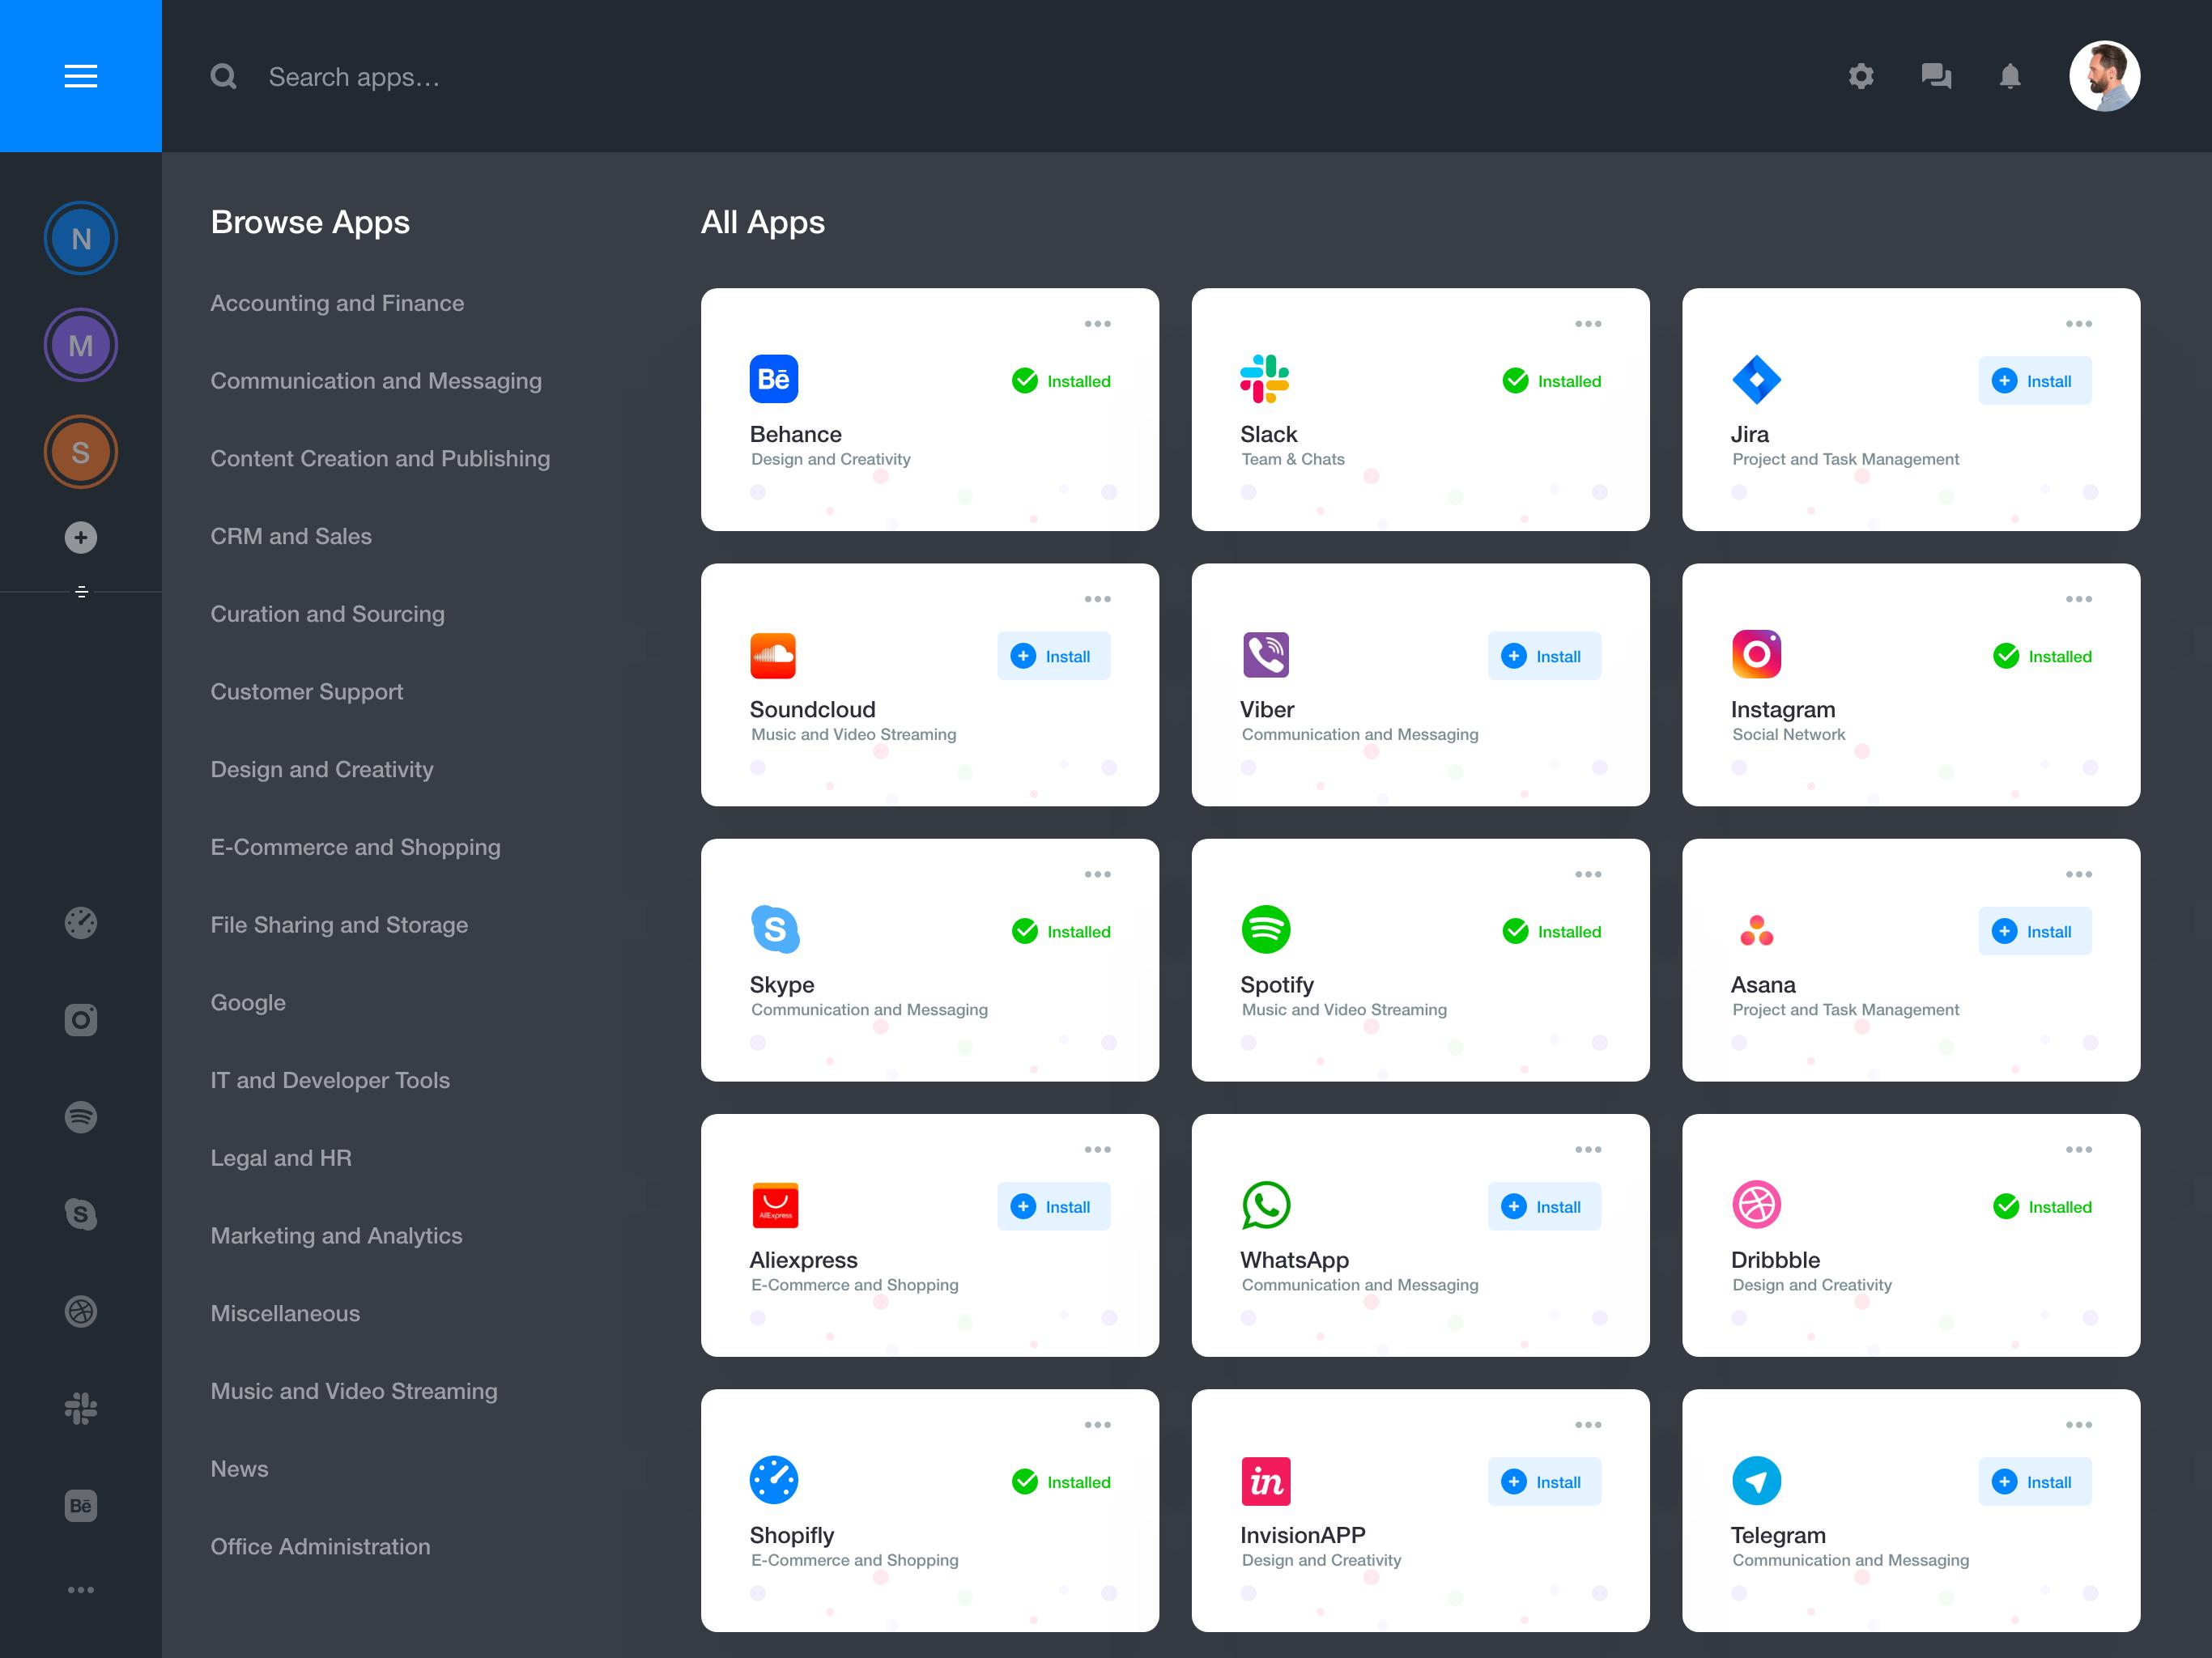 Search apps...
N
M
S
Browse Apps
Accounting and Finance
Communication and Messaging
Content Creation and Publishing
CRM and Sales
Curation and Sourcing
Customer Support
Design and Creativity
E-Commerce and Shopping
File Sharing and Storage
Google
IT and Developer Tools
Legal and HR
Marketing and Analytics
Miscellaneous
Music and Video Streaming
News
Office Administration
S
Bē
All Apps
Bē
Installed
Behance
Design and Creativity
Installed
Slack
Team & Chats
Install
Jira
Project and Task Management
Install
Soundcloud
Music and Video Streaming
Install
Viber
Communication and Messaging
Installed
Instagram
Social Network
S
Installed
Skype
Communication and Messaging
Installed
Spotify
Music and Video Streaming
Install
Asana
Project and Task Management
AliExpress
Install
Aliexpress
E-Commerce and Shopping
Install
WhatsApp
Communication and Messaging
Installed
Dribbble
Design and Creativity
Installed
Shopifly
E-Commerce and Shopping
in
Install
InvisionAPP
Design and Creativity
Install
Telegram
Communication and Messaging